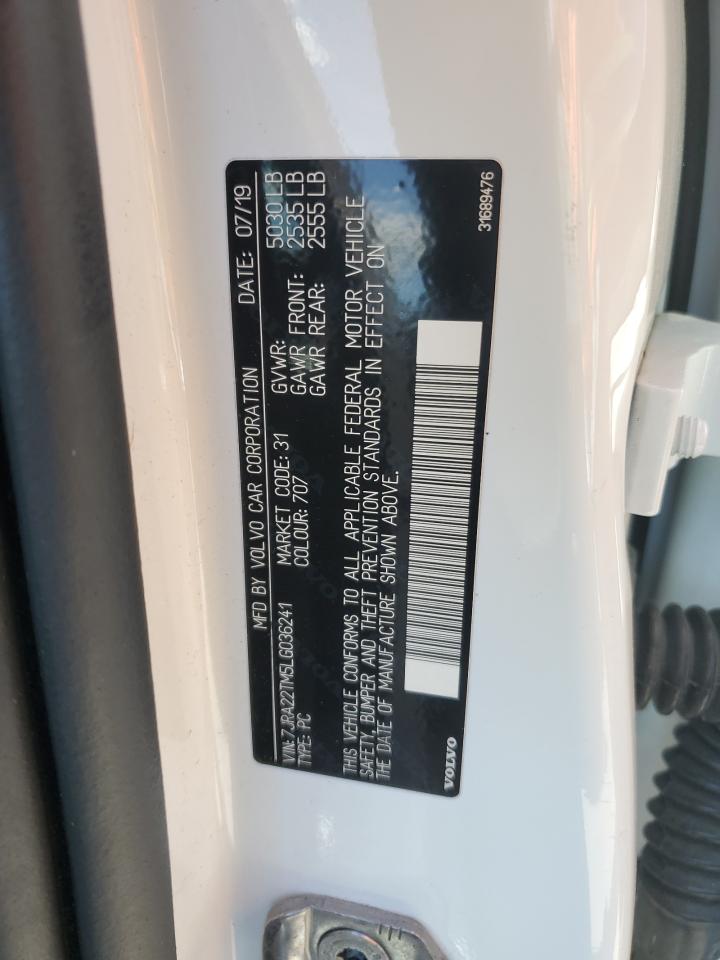 MFD BY VOLVO CAR CORPORATION DATE: 07/19
VIN: 7JRA22TM5LG036241 MARKET CODE: 31 GVWR: 5030 LB
TYPE: PC COLOUR: 707 GAWR FRONT: 2535 LB
GAWR REAR: 2555 LB
THIS VEHICLE CONFORMS TO ALL APPLICABLE FEDERAL MOTOR VEHICLE
SAFETY, BUMPER AND THEFT PREVENTION STANDARDS IN EFFECT ON
THE DATE OF MANUFACTURE SHOWN ABOVE.
VOLVO 31689476